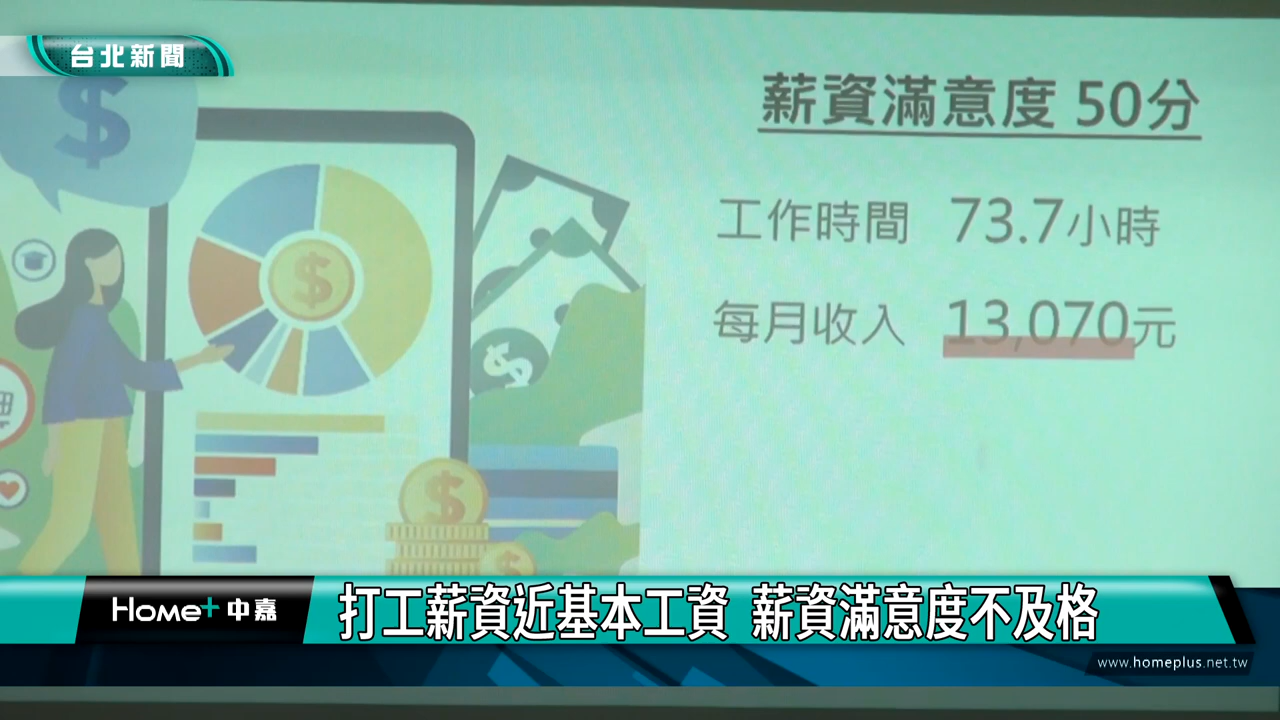 台北新聞
薪資滿意度 50分
工作時間 73.7小時
每月收入 13,070元
$
$
$
$
Home+中嘉
打工薪資近基本工資 薪資滿意度不及格
www.homeplus.net.tw